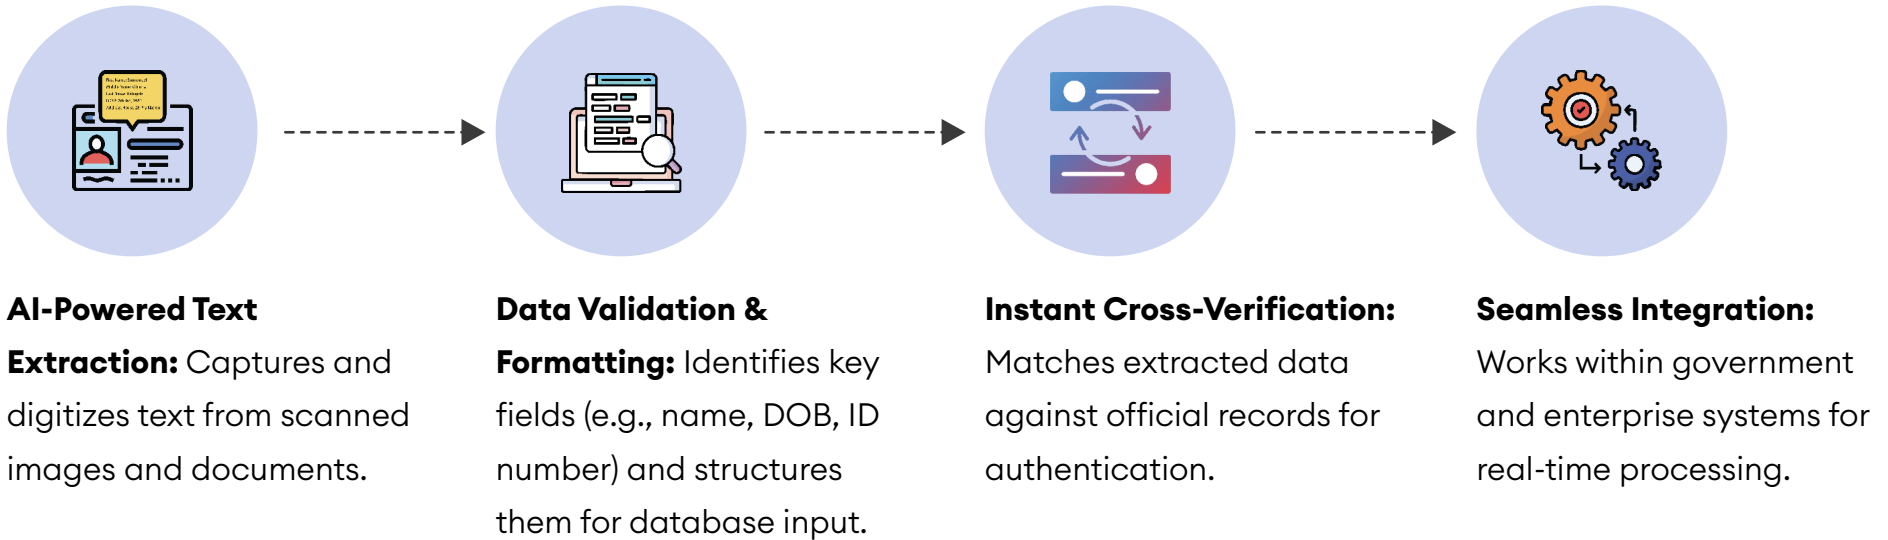 AI-Powered Text
Extraction: Captures and
digitizes text from scanned
images and documents.
Data Validation &
Formatting: Identifies key
fields (e.g., name, DOB, ID
number) and structures
them for database input.
Instant Cross-Verification:
Matches extracted data
against official records for
authentication.
Seamless Integration:
Works within government
and enterprise systems for
real-time processing.